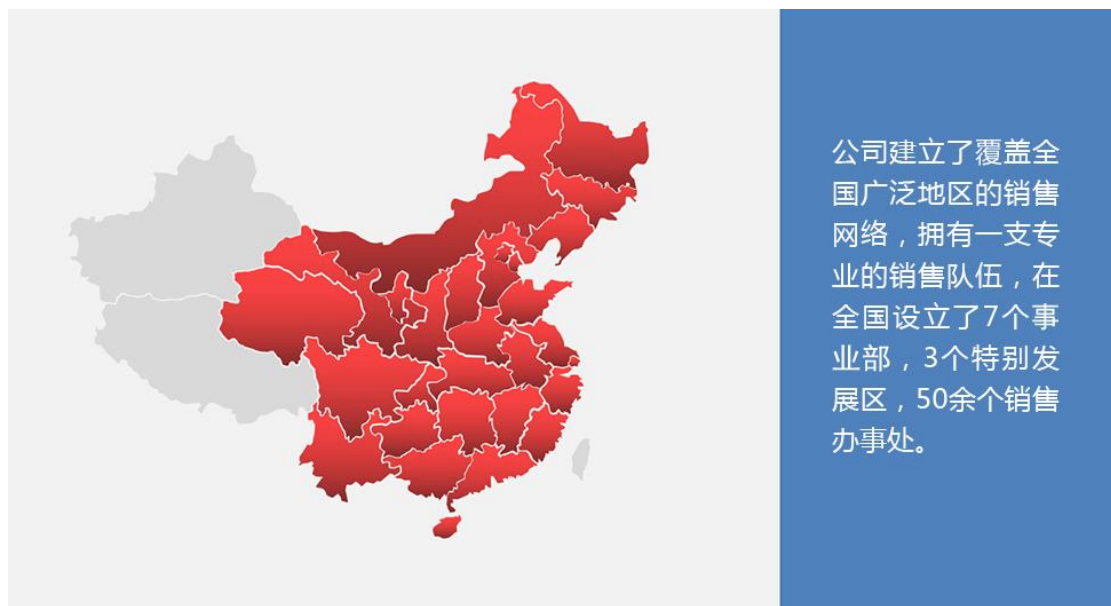 公司建立了覆盖全
国广泛地区的销售
网络，拥有一支专
业的销售队伍，在
全国设立了7个事
业部，3个特别发
展区，50余个销售
办事处。